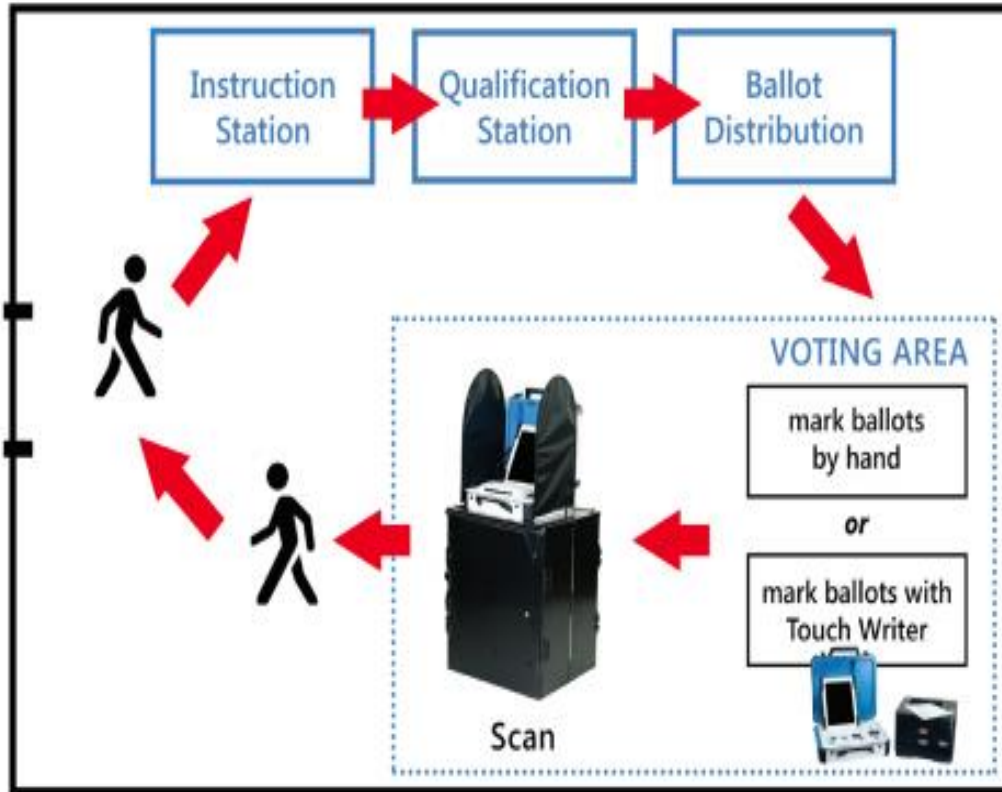 Instruction
Station
Qualification
Station
Ballot
Distribution
VOTING AREA
mark ballots
by hand
or
mark ballots with
Touch Writer
Scan